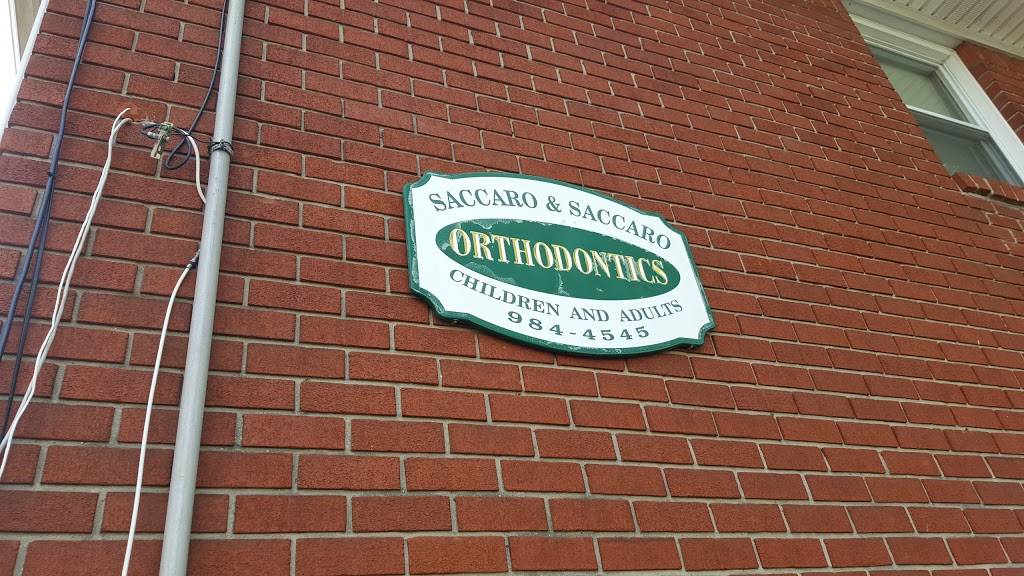 SACCARO & SACCARO
ORTHODONTICS
CHILDREN AND ADULTS
984-4545